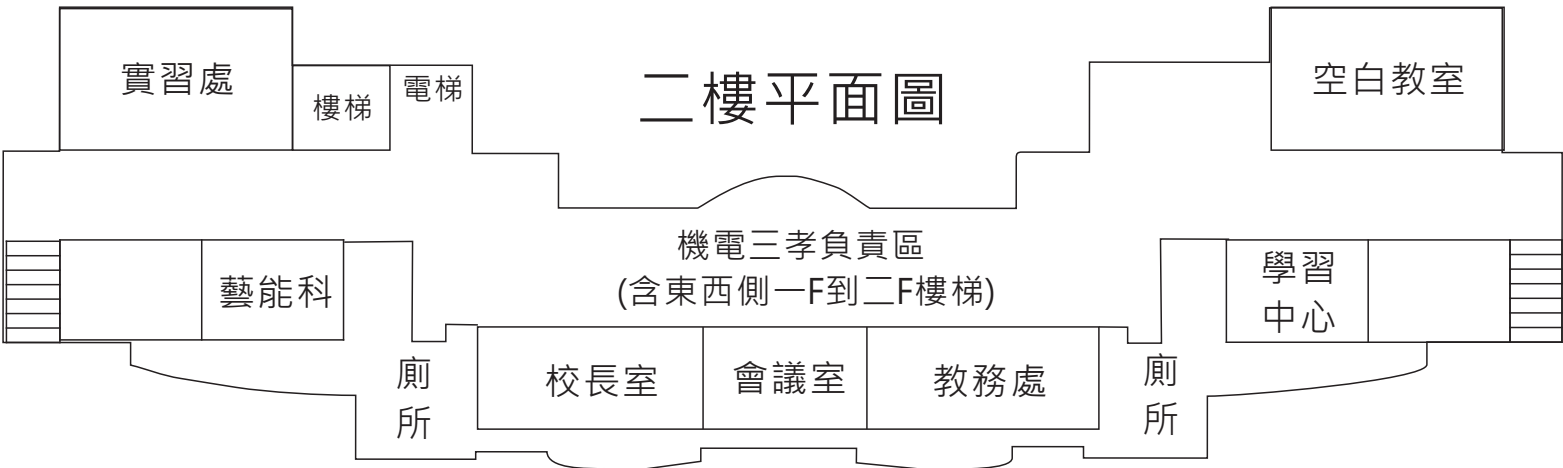 實習處
樓梯
電梯
二樓平面圖
空白教室
機電三孝負責區
(含東西側一F到二F樓梯)
藝能科
學習
中心
廁
所
校長室
會議室
教務處
廁
所